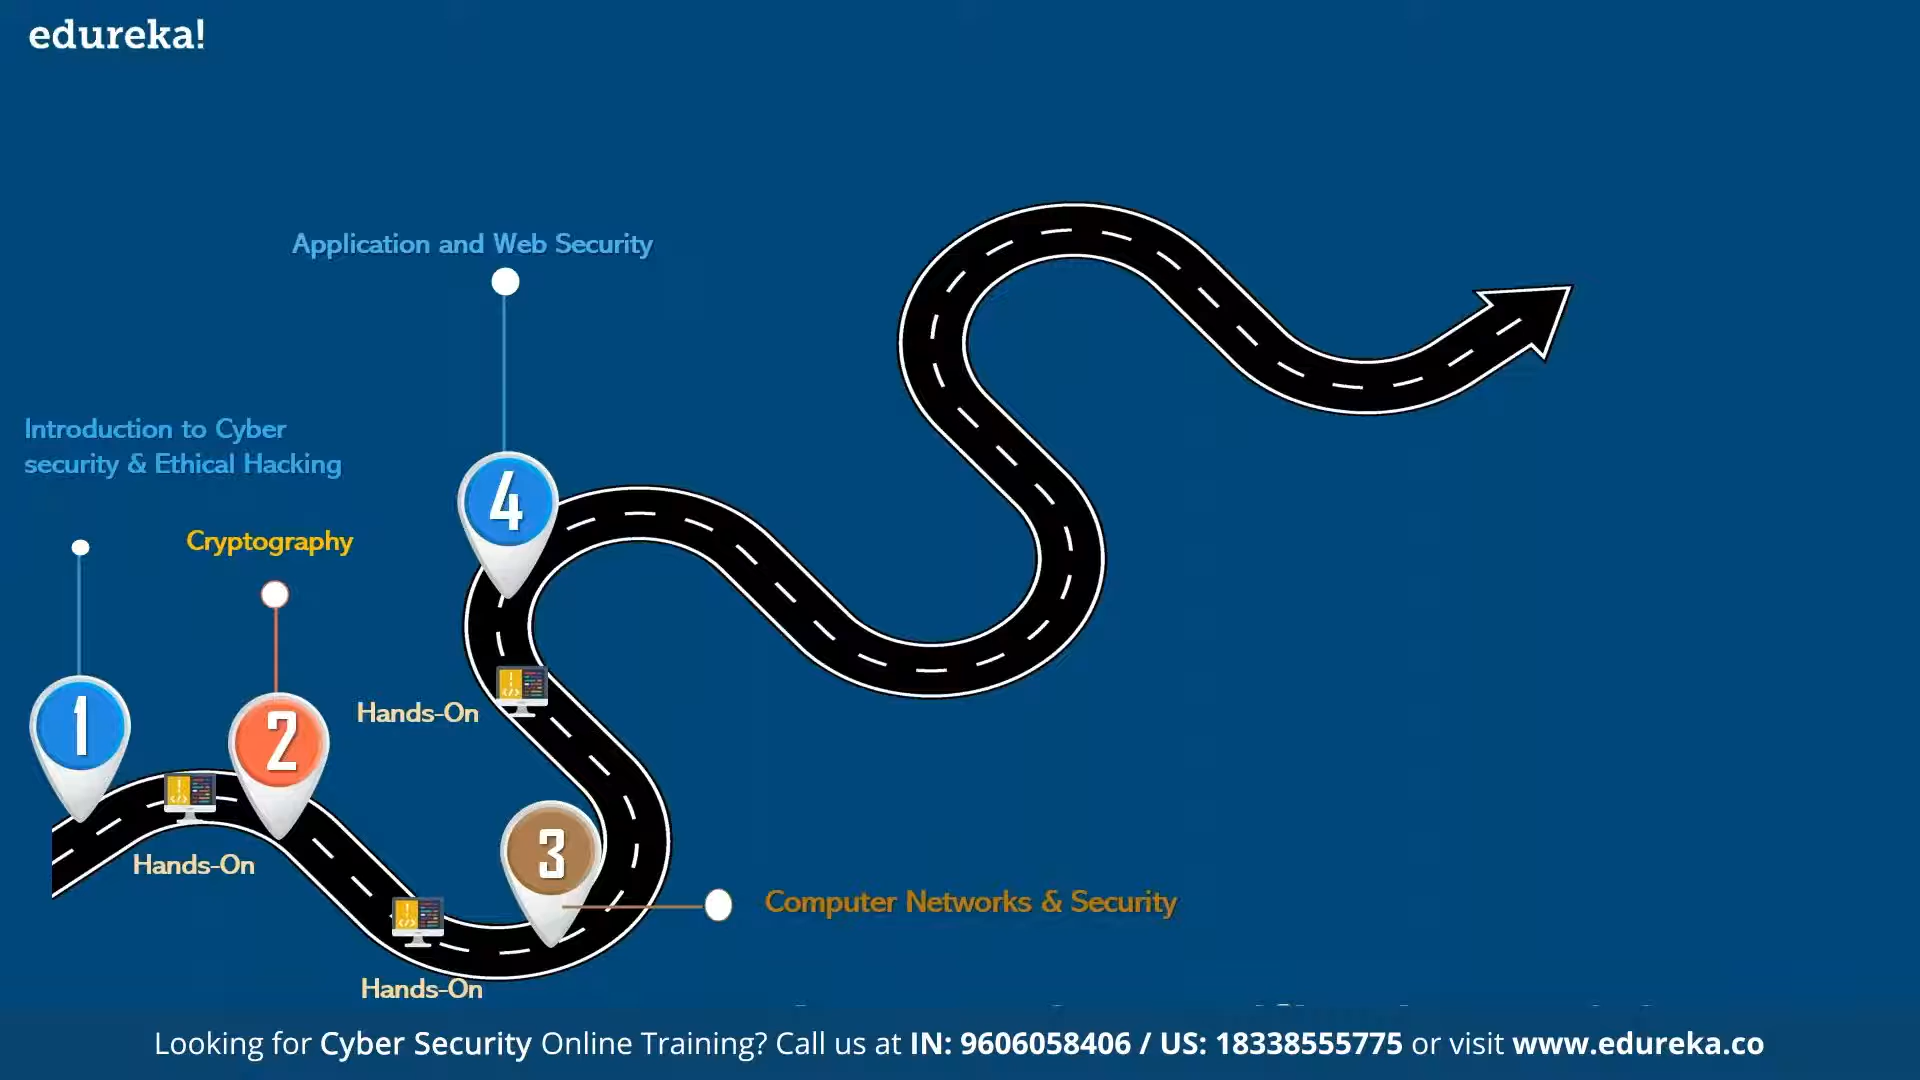 edureka!
Application and Web Security
Introduction to Cyber
security & Ethical Hacking
Cryptography
4
1
2
Hands-On
3
Hands-On
Computer Networks & Security
Hands-On
Looking for Cyber Security Online Training? Call us at IN: 9606058406 / US: 18338555775 or visit www.edureka.co